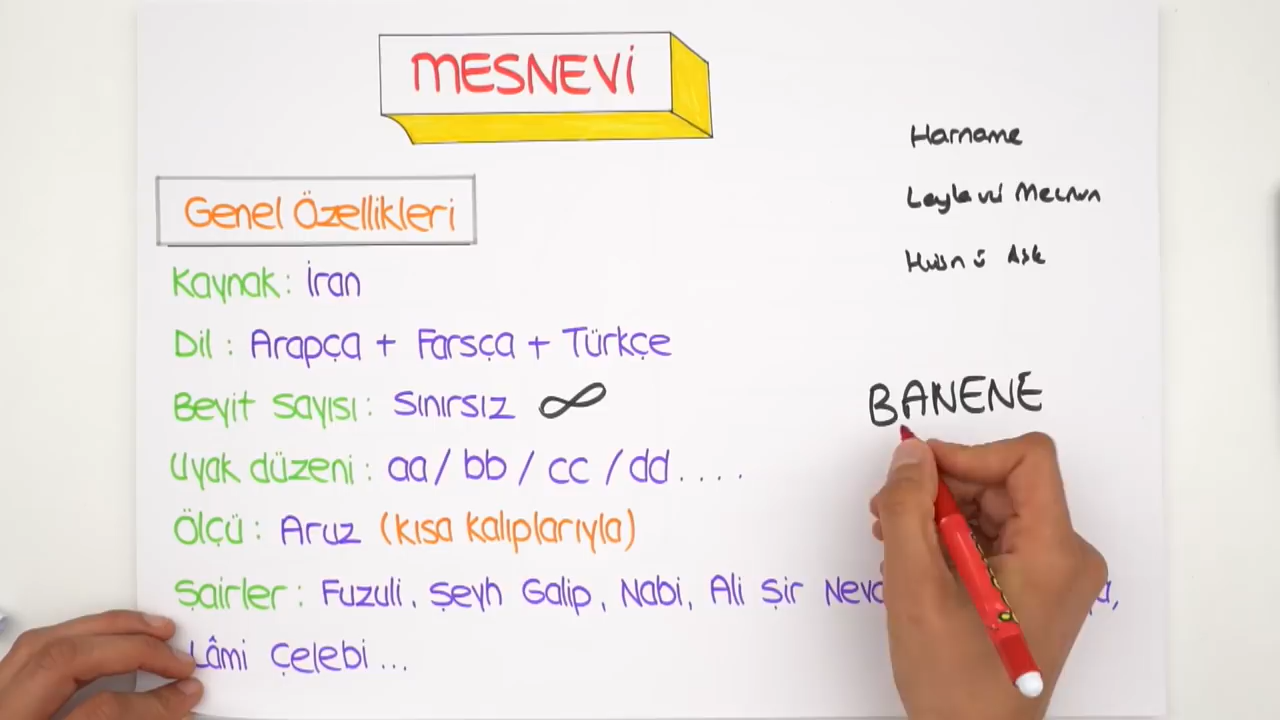 MESNEVİ
Harname
Leyla vü Mecnun
Hüsn ü Aşk
Genel Özellikleri
Kaynak: İran
Dil: Arapça + Farsça + Türkçe
Beyit sayısı: Sınırsız ∞
BANENE
Uyak düzeni: aa/ bb / cc / dd ....
Ölçü: Aruz (kısa kalıplarıyla)
Şairler: Fuzuli, Şeyh Galip, Nabi, Ali Şir
Lâmi Çelebi...